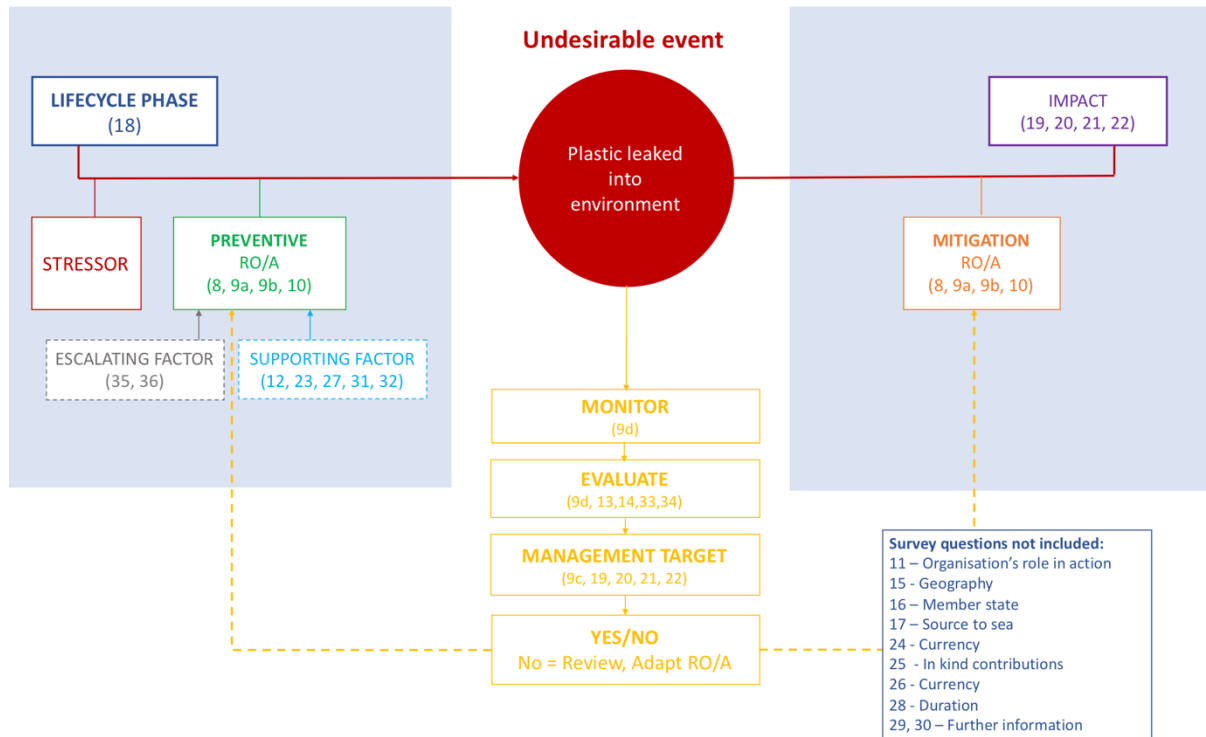 Undesirable event
LIFECYCLE PHASE
(18)
IMPACT
(19, 20, 21, 22)
Plastic leaked
into
environment
STRESSOR
PREVENTIVE
RO/A
(8, 9a, 9b, 10)
MITIGATION
RO/A
(8, 9a, 9b, 10)
ESCALATING FACTOR
(35, 36)
SUPPORTING FACTOR
(12, 23, 27, 31, 32)
MONITOR
(9d)
EVALUATE
(9d, 13,14,33,34)
MANAGEMENT TARGET
(9c, 19, 20, 21, 22)
YES/NO
No = Review, Adapt RO/A
Survey questions not included:
11 – Organisation’s role in action
15 - Geography
16 – Member state
17 – Source to sea
24 - Currency
25 - In kind contributions
26 - Currency
28 - Duration
29, 30 – Further information